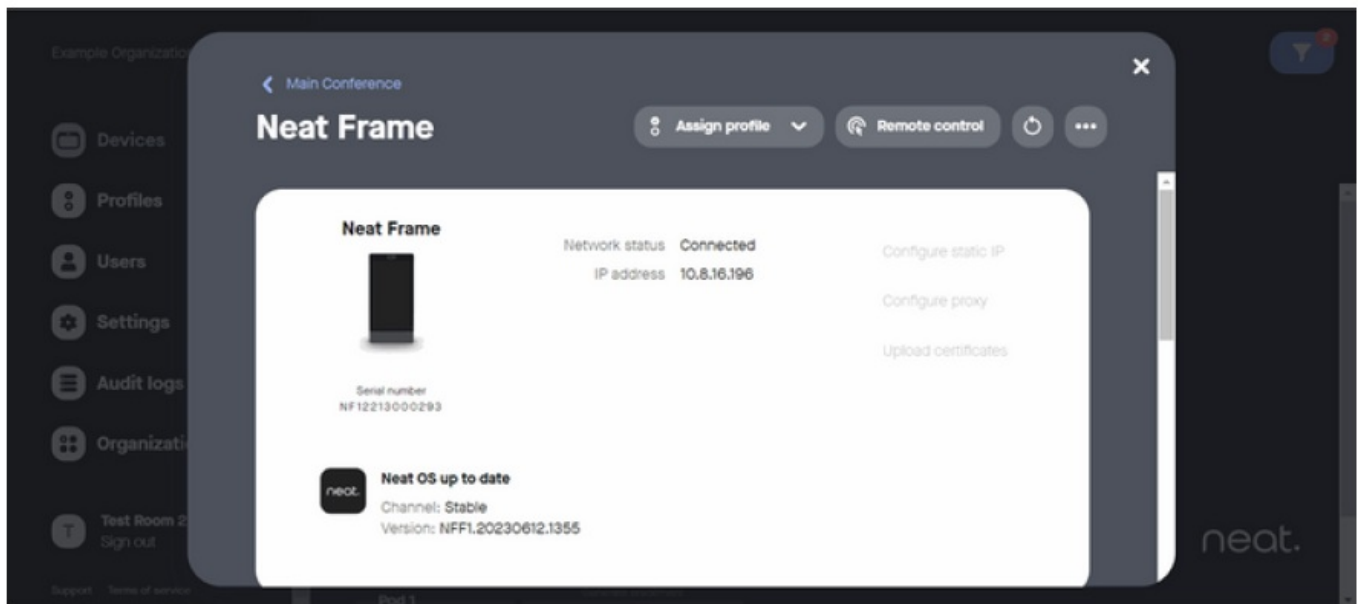 Example Organizatio
Main Conference
Neat Frame
Assign profile
Remote control
Devices
Profiles
Users
Settings
Audit logs
Organizati
Test Room 2
T
Sign out
Support Terms of service
Neat Frame
Network status Connected
IP address 10.8.16.196
Configure static IP
Configure proxy
Upload certificates
Serial number
NF12213000293
neat.
Neat OS up to date
Channel: Stable
Version: NFF1.20230612.1355
neat.
Pod 1